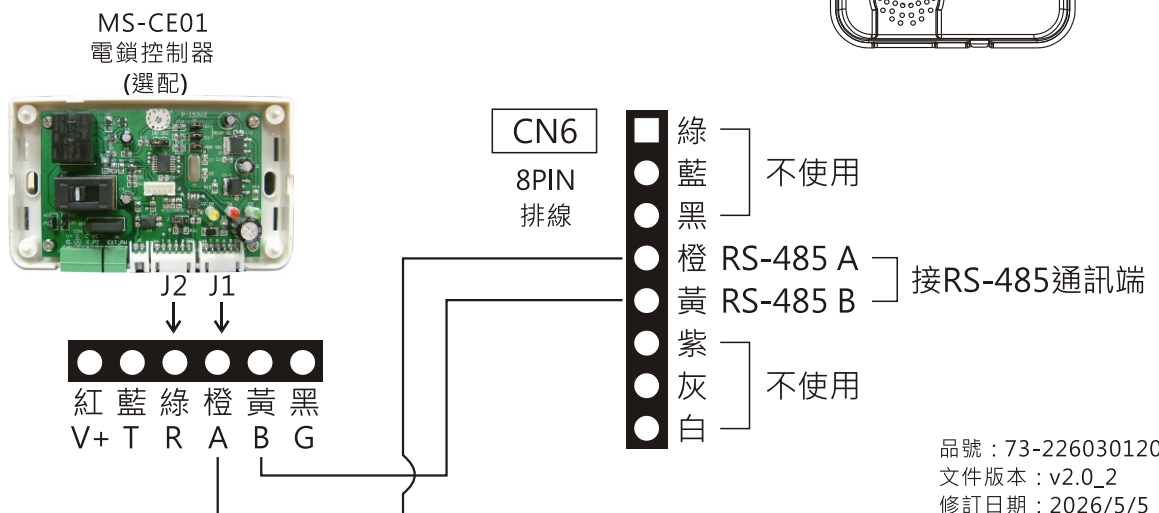 MS-CE01
電鎖控制器
(選配)
CN6
8PIN
排線
綠
藍
黑
不使用
橙 RS-485 A
黃 RS-485 B
接RS-485通訊端
紫
灰
白
不使用
J2 J1
紅 藍 綠 橙 黃 黑
V+ T R A B G
品號：73-226030120
文件版本：v2.0_2
修訂日期：2026/5/5